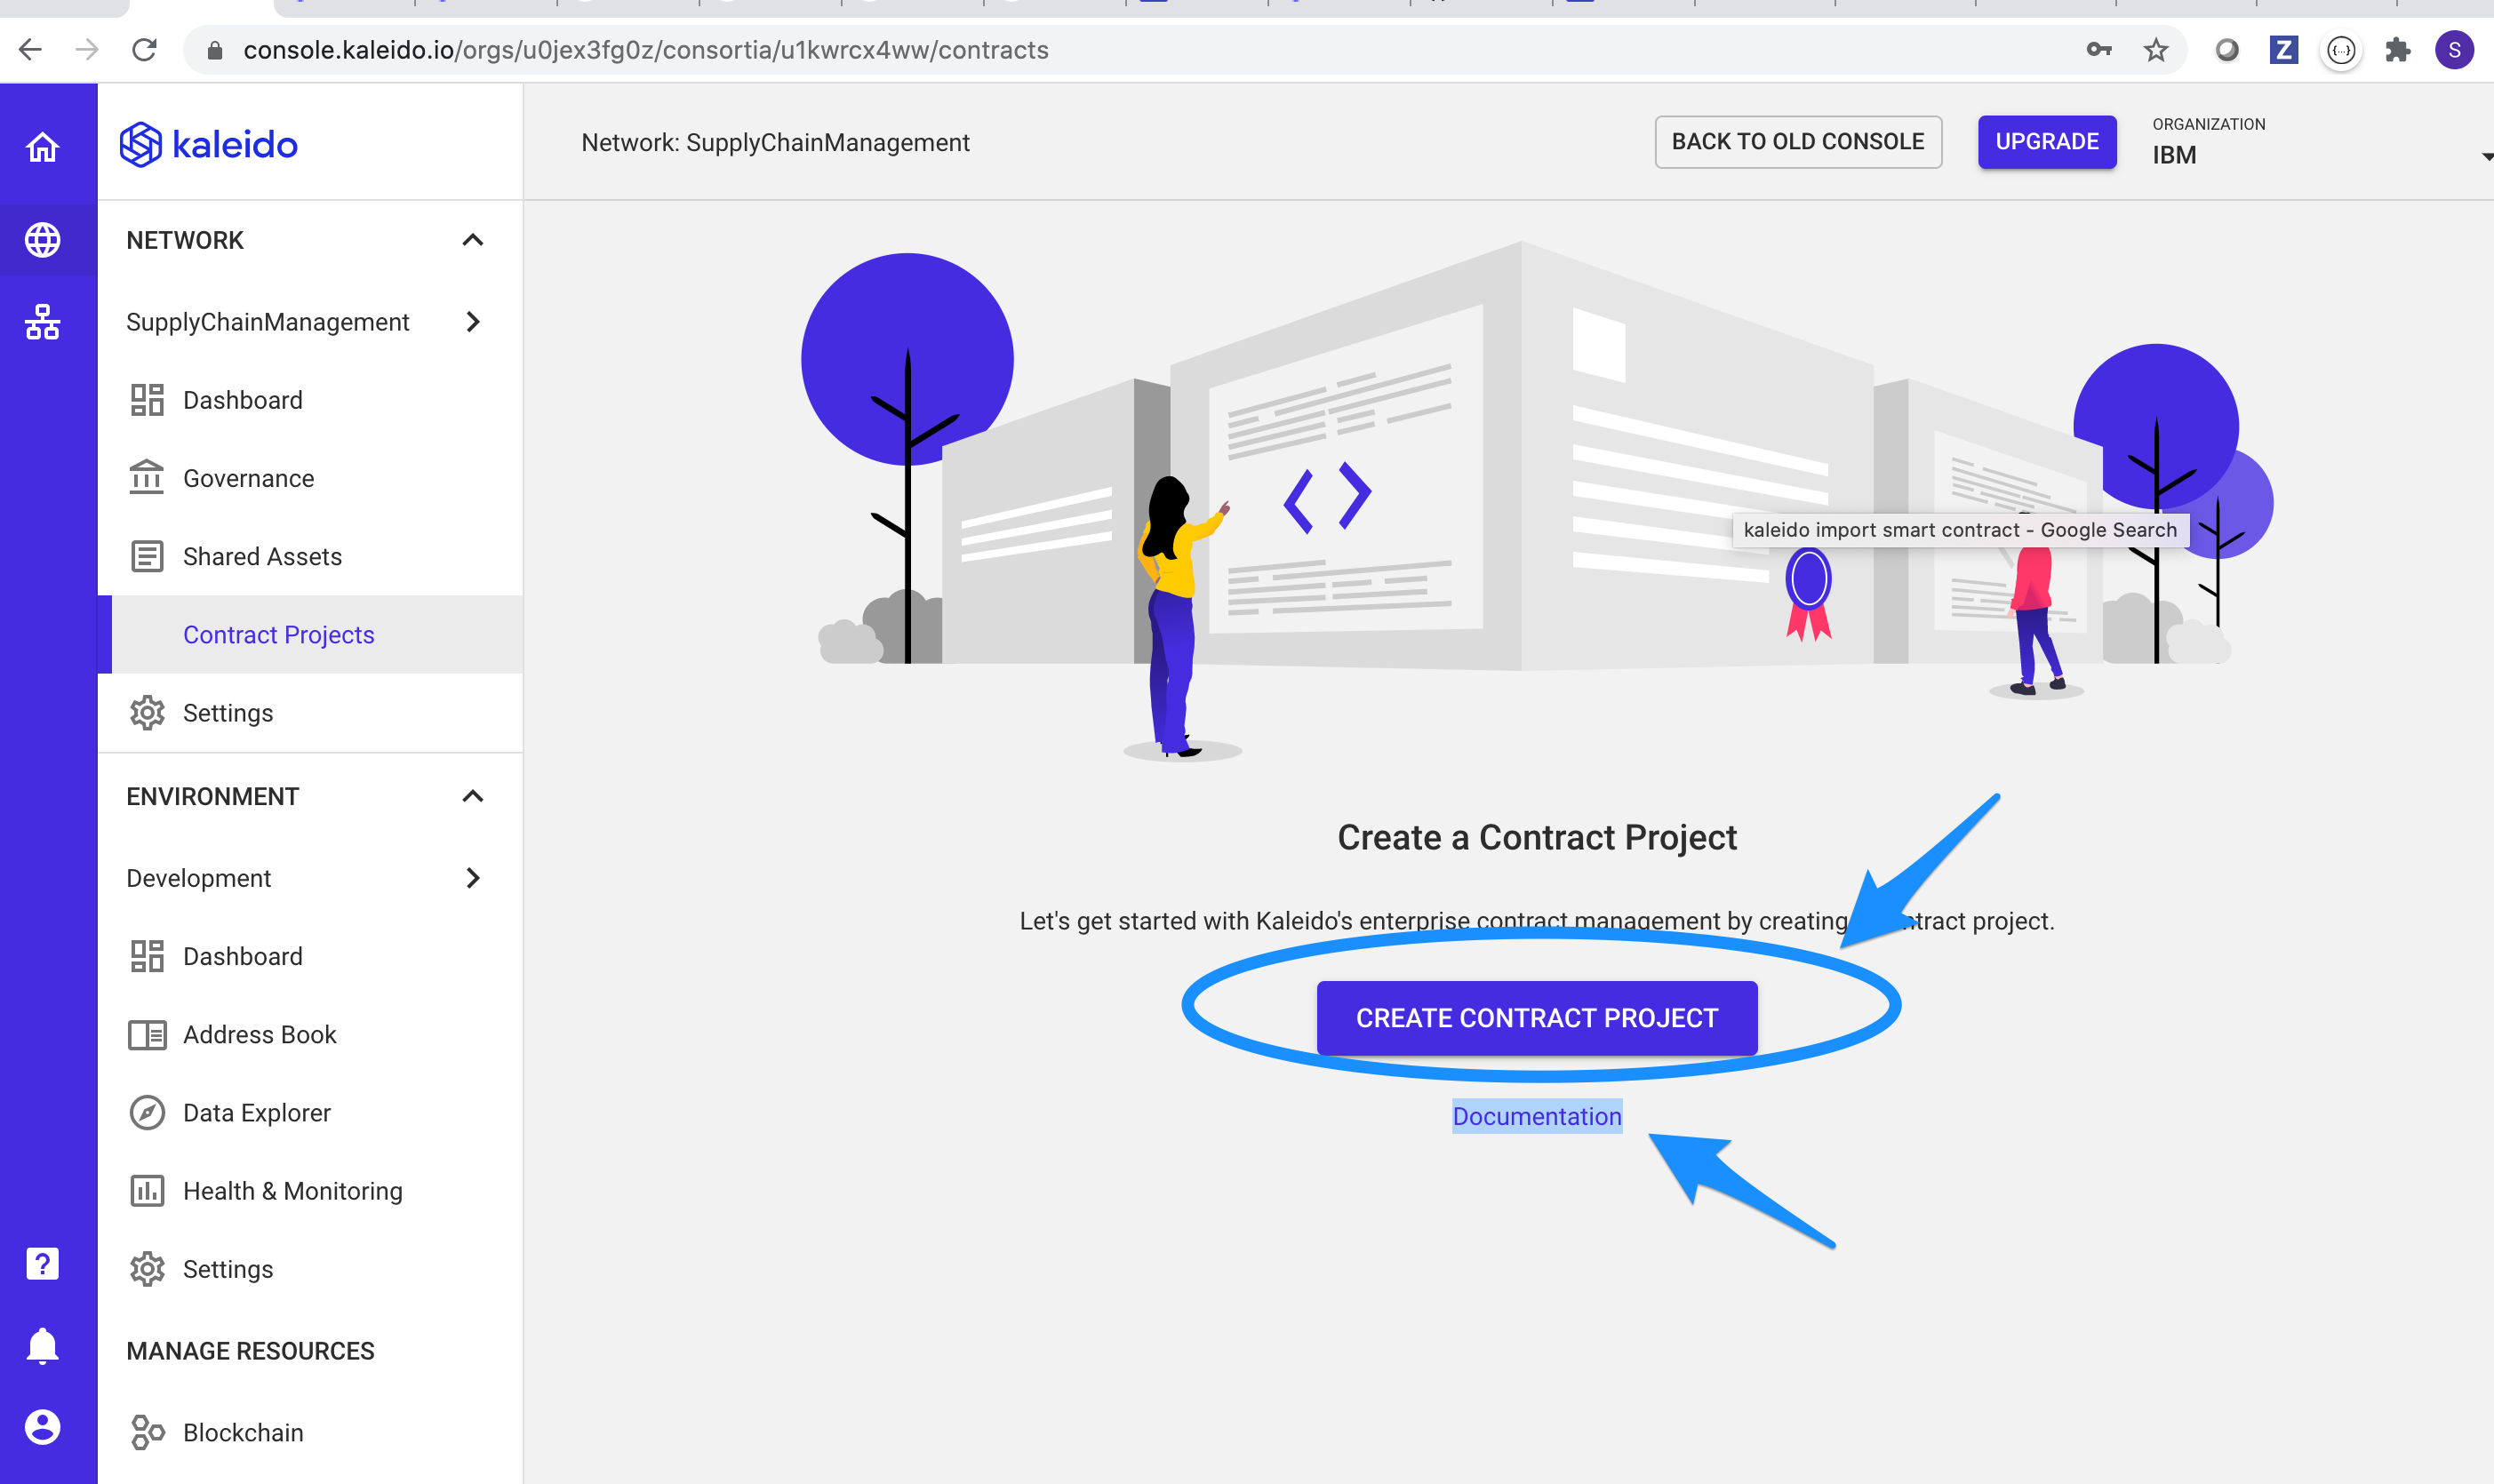 console.kaleido.io/orgs/u0jex3fg0z/consortia/u1kwrcx4ww/contracts
Z
{...}
S
kaleido
Network: SupplyChainManagement
BACK TO OLD CONSOLE
UPGRADE
ORGANIZATION
IBM
NETWORK
SupplyChainManagement
Dashboard
Governance
Shared Assets
Contract Projects
Settings
ENVIRONMENT
Development
Dashboard
Address Book
Data Explorer
Health & Monitoring
Settings
MANAGE RESOURCES
Blockchain
?
< >
kaleido import smart contract - Google Search
Create a Contract Project
Let's get started with Kaleido's enterprise contract management by creating contract project.
CREATE CONTRACT PROJECT
Documentation